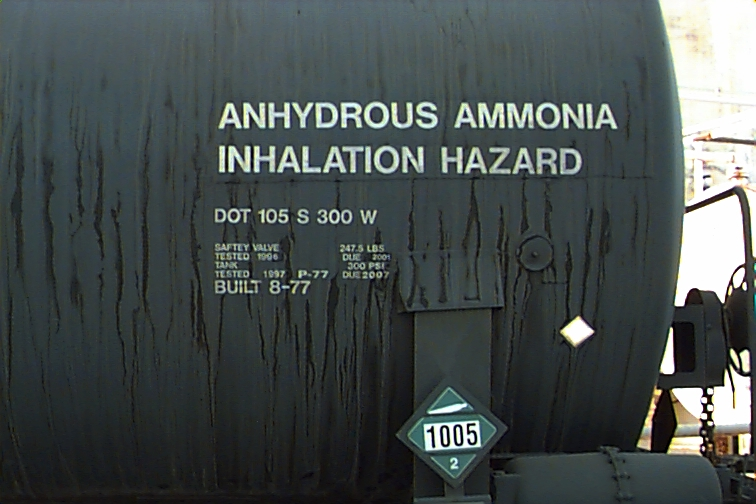 ANHYDROUS AMMONIA
INHALATION HAZARD
DOT 105 S 300 W
SAFTEY VALVE 247.5 LBS
TESTED 1996 DUE 2001
TANK 300 PSI
TESTED 1997 P-77 DUE 2007
BUILT 8-77
1005
2